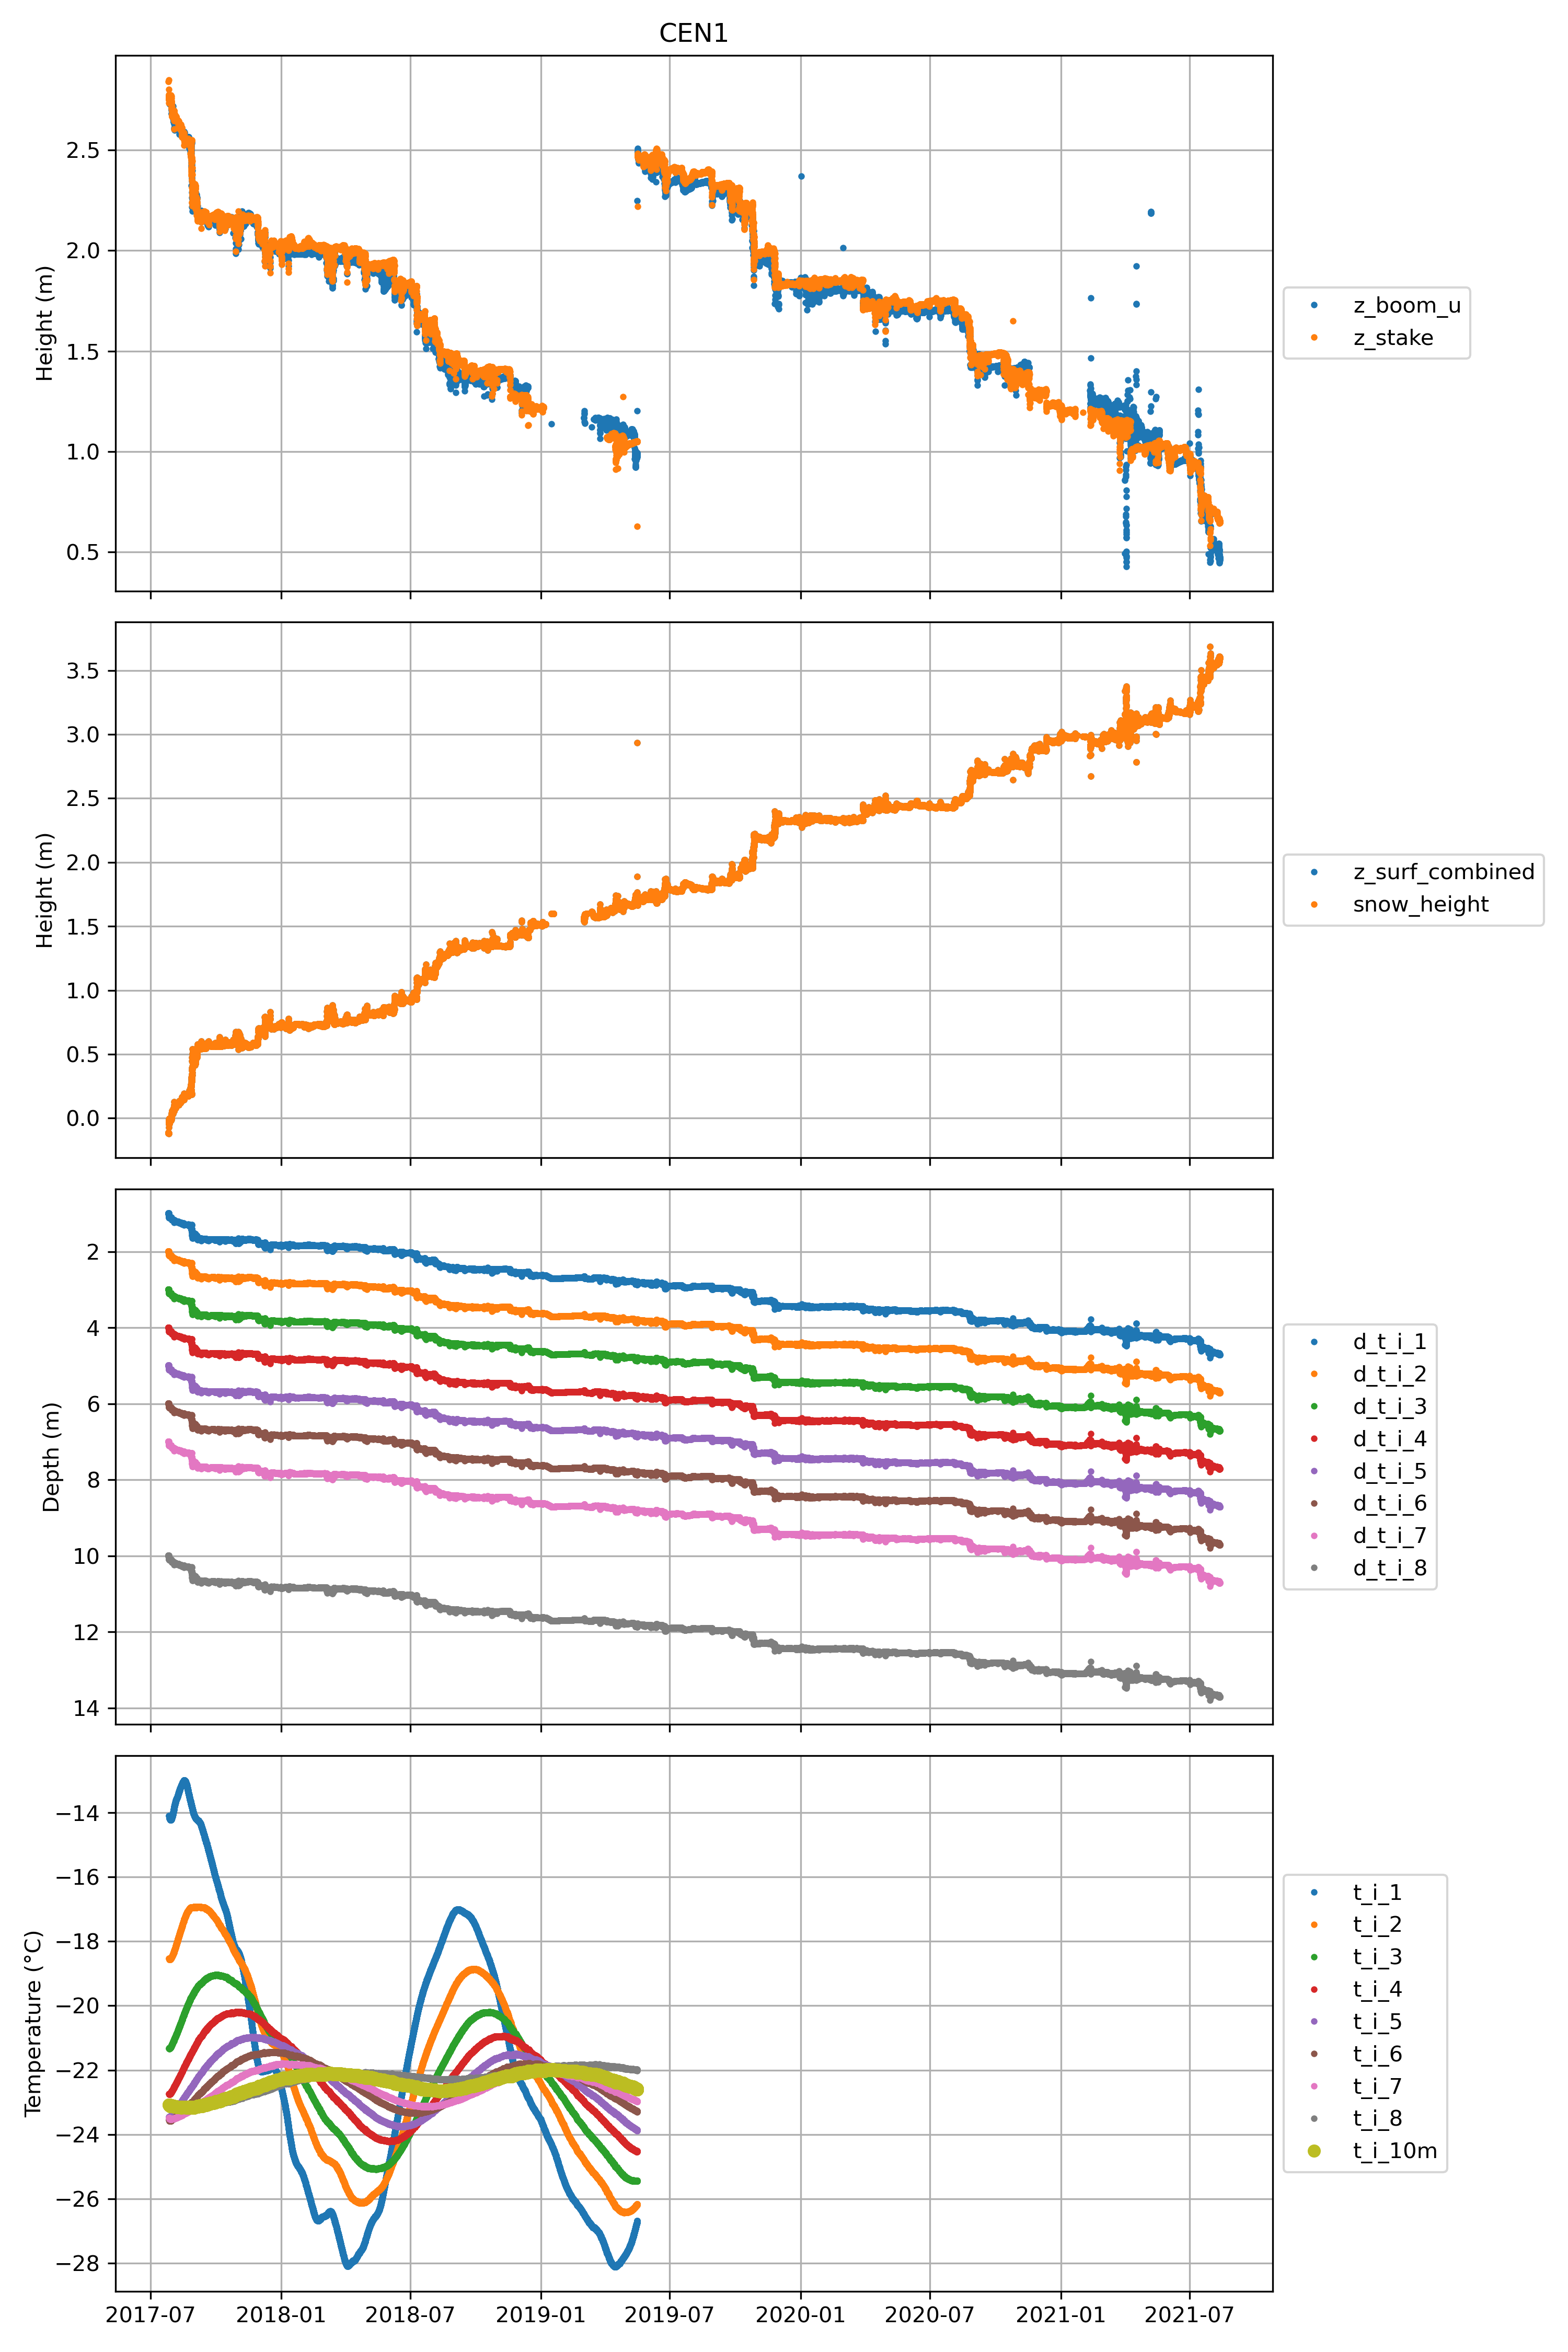 CEN1
Height (m)
2.5
2.0
1.5
1.0
0.5
z_boom_u
z_stake
Height (m)
3.5
3.0
2.5
2.0
1.5
1.0
0.5
0.0
z_surf_combined
snow_height
Depth (m)
2
4
6
8
10
12
14
d_t_i_1
d_t_i_2
d_t_i_3
d_t_i_4
d_t_i_5
d_t_i_6
d_t_i_7
d_t_i_8
Temperature (°C)
−14
−16
−18
−20
−22
−24
−26
−28
t_i_1
t_i_2
t_i_3
t_i_4
t_i_5
t_i_6
t_i_7
t_i_8
t_i_10m
2017-07 2018-01 2018-07 2019-01 2019-07 2020-01 2020-07 2021-01 2021-07